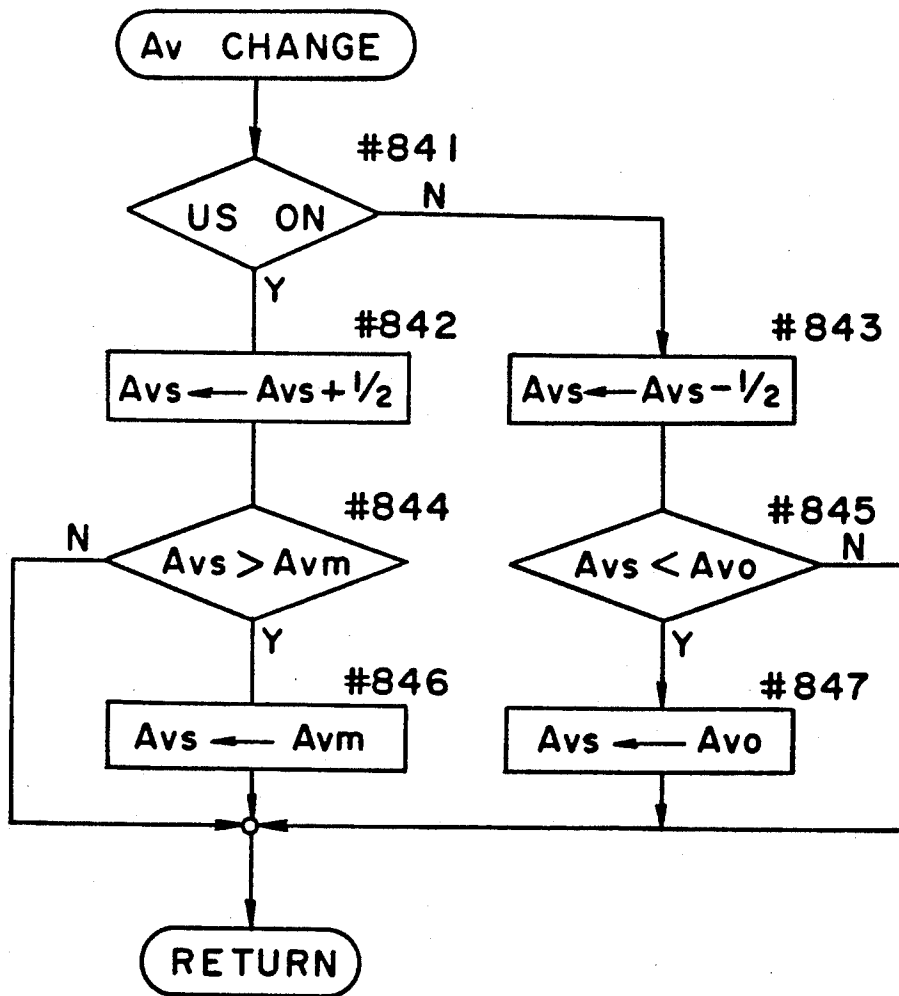 Av CHANGE
#841
US ON
N
Y
#842
#843
Avs ← Avs + 1/2
Avs ← Avs - 1/2
#844
#845
N
Avs > Avm
Avs < Avo
N
Y
Y
#846
#847
Avs ← Avm
Avs ← Avo
RETURN